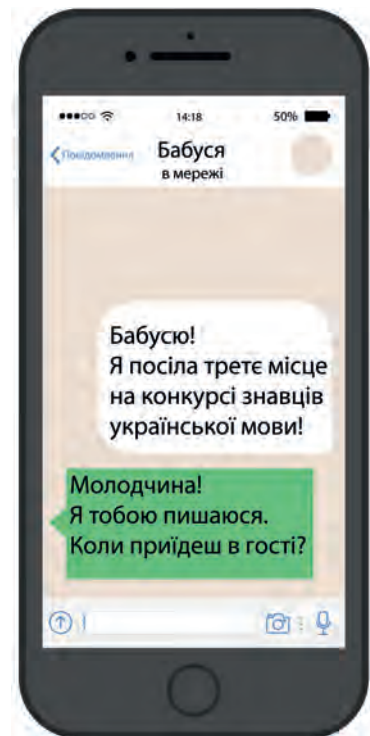 14:18 50%
Повідомлення Бабуся
в мережі
Бабусю!
Я посіла третє місце
на конкурсі знавців
української мови!
Молодчина!
Я тобою пишаюся.
Коли приїдеш в гості?